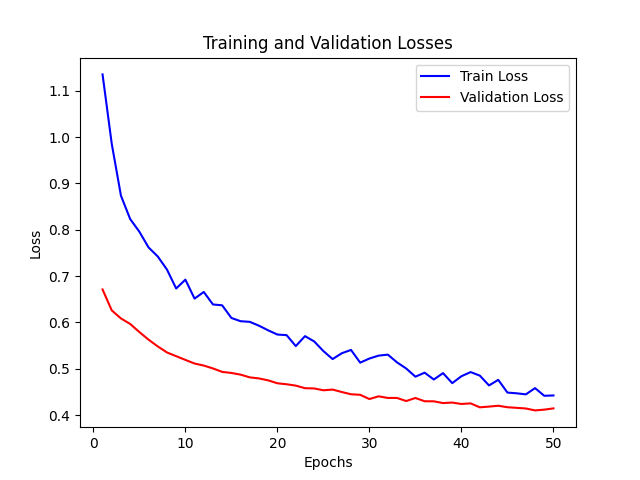 Training and Validation Losses
Train Loss
Validation Loss
Loss
1.1
1.0
0.9
0.8
0.7
0.6
0.5
0.4
0 10 20 30 40 50
Epochs